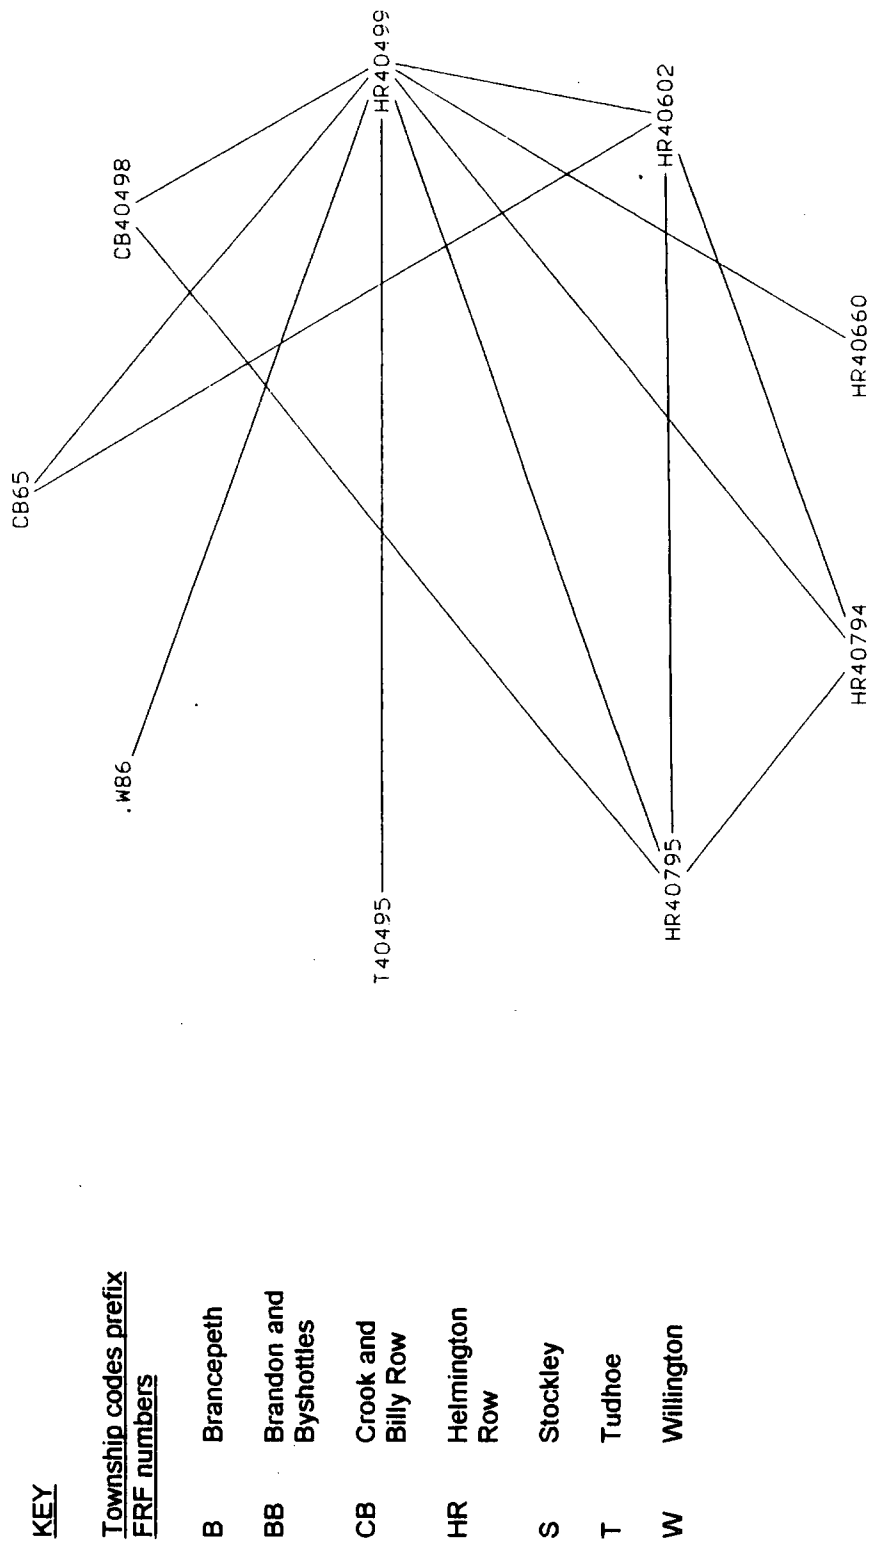 KEY
Township codes prefix
FRF numbers
B Brancepeth
BB Brandon and
Byshottles
CB Crook and
Billy Row
HR Helmington
Row
S Stockley
T Tudhoe
W Willington
CB65
.W86
CB40498
T40495
HR40499
HR40795
HR40602
HR40794
HR40660